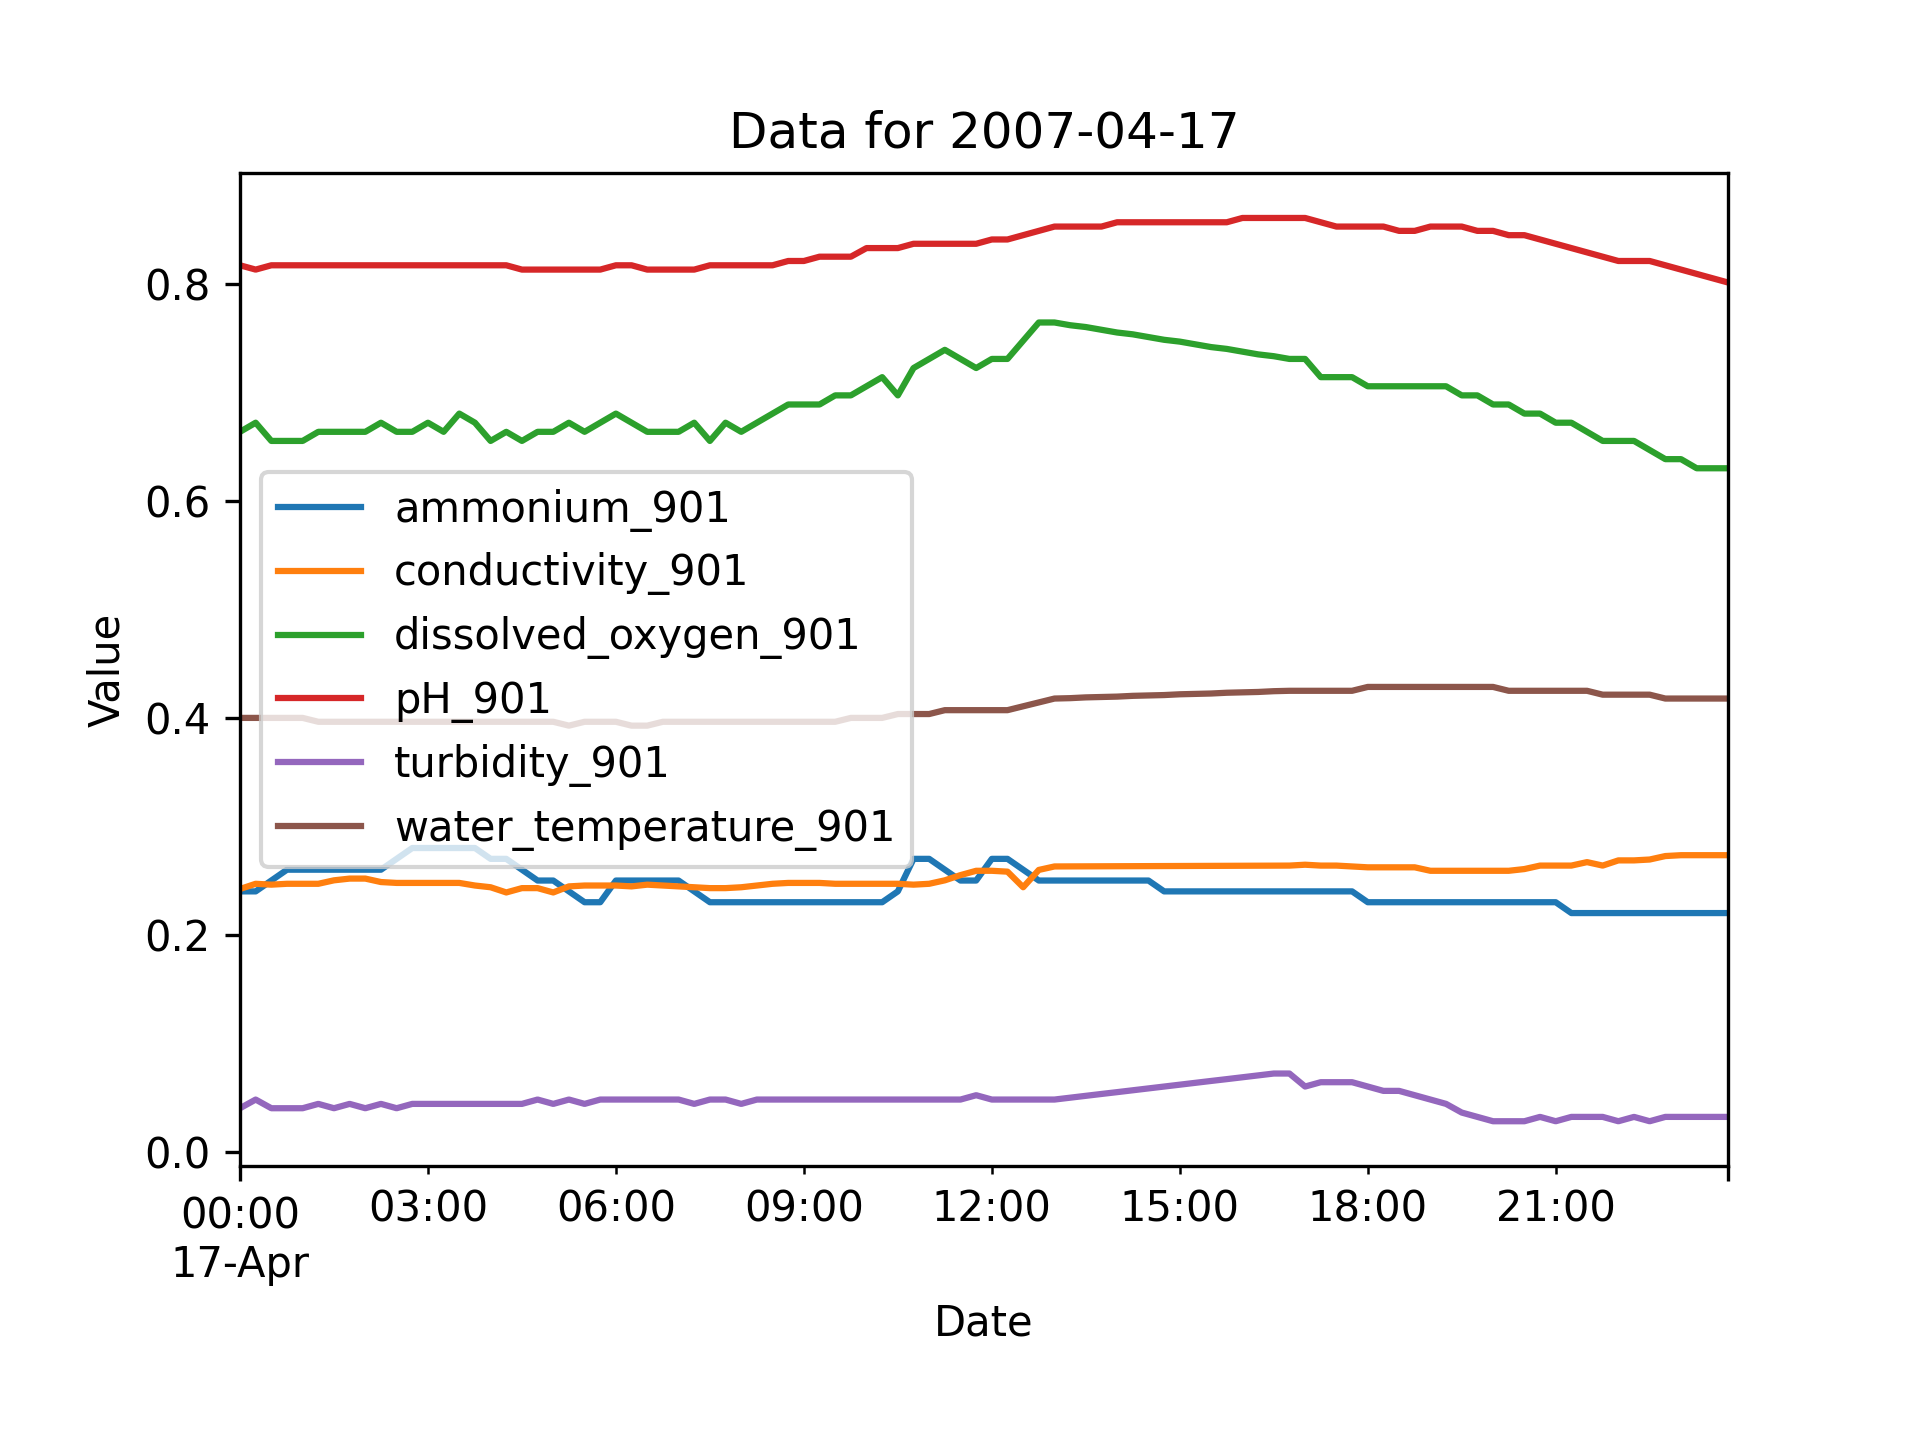 Data for 2007-04-17
Value
0.8
0.6
0.4
0.2
0.0
ammonium_901
conductivity_901
dissolved_oxygen_901
pH_901
turbidity_901
water_temperature_901
00:00 03:00 06:00 09:00 12:00 15:00 18:00 21:00
17-Apr
Date